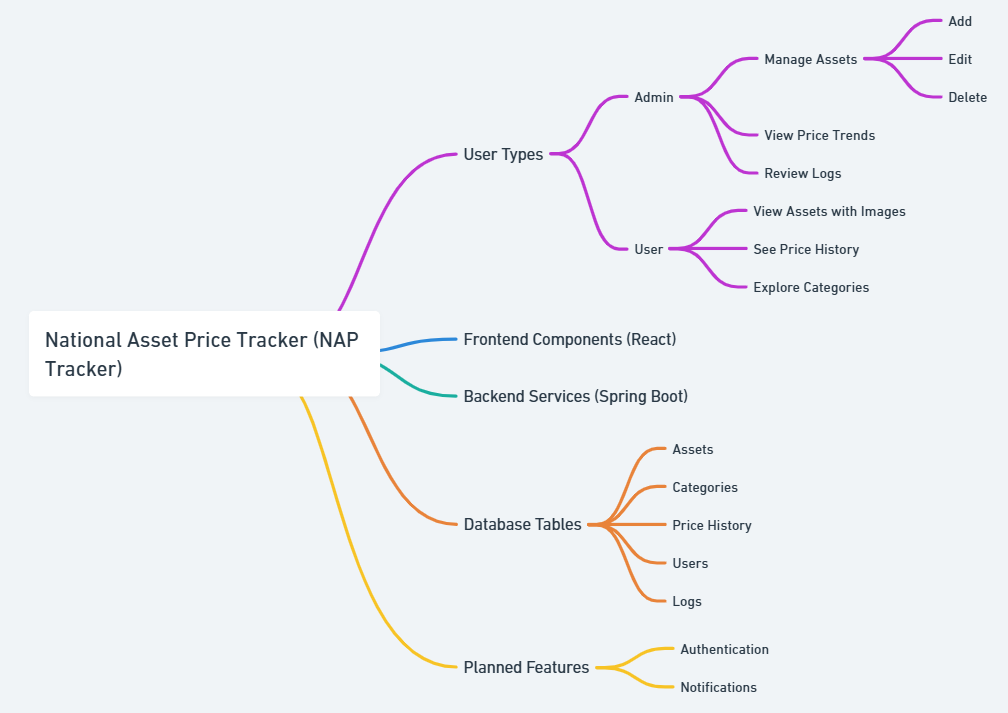 National Asset Price Tracker (NAP
Tracker)
User Types
Admin
Manage Assets
Add
Edit
Delete
View Price Trends
Review Logs
User
View Assets with Images
See Price History
Explore Categories
Frontend Components (React)
Backend Services (Spring Boot)
Database Tables
Assets
Categories
Price History
Users
Logs
Planned Features
Authentication
Notifications